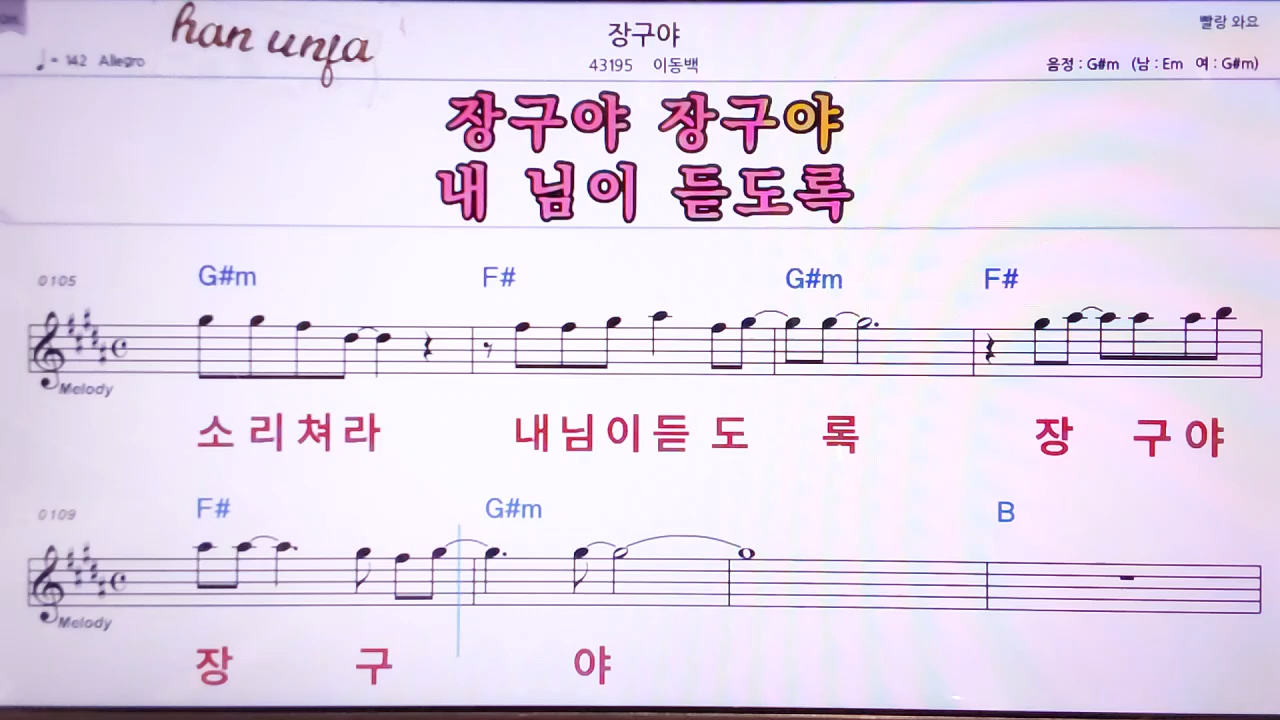 han unfa
장구야
빨랑 와요
♩= 142 Allegro
43195 이동백
음정 : G#m (남 : Em 여 : G#m)
장구야 장구야
내 님이 듣도록
0105 G#m F# G#m F#
Melody
소 리 쳐 라 내 님 이 듣 도 록 장 구 야
0109 F# G#m B
Melody
장 구 야